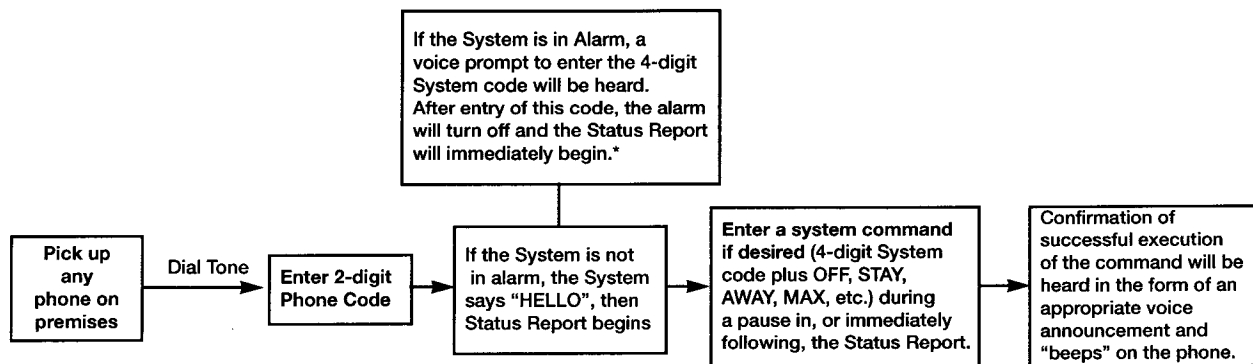 If the System is in Alarm, a
voice prompt to enter the 4-digit
System code will be heard.
After entry of this code, the alarm
will turn off and the Status Report
will immediately begin.*
Pick up
any
phone on
premises
Dial Tone
Enter 2-digit
Phone Code
If the System is not
in alarm, the System
says “HELLO”, then
Status Report begins
Enter a system command
if desired (4-digit System
code plus OFF, STAY,
AWAY, MAX, etc.) during
a pause in, or immediately
following, the Status Report.
Confirmation of
successful execution
of the command will be
heard in the form of an
appropriate voice
announcement and
“beeps” on the phone.